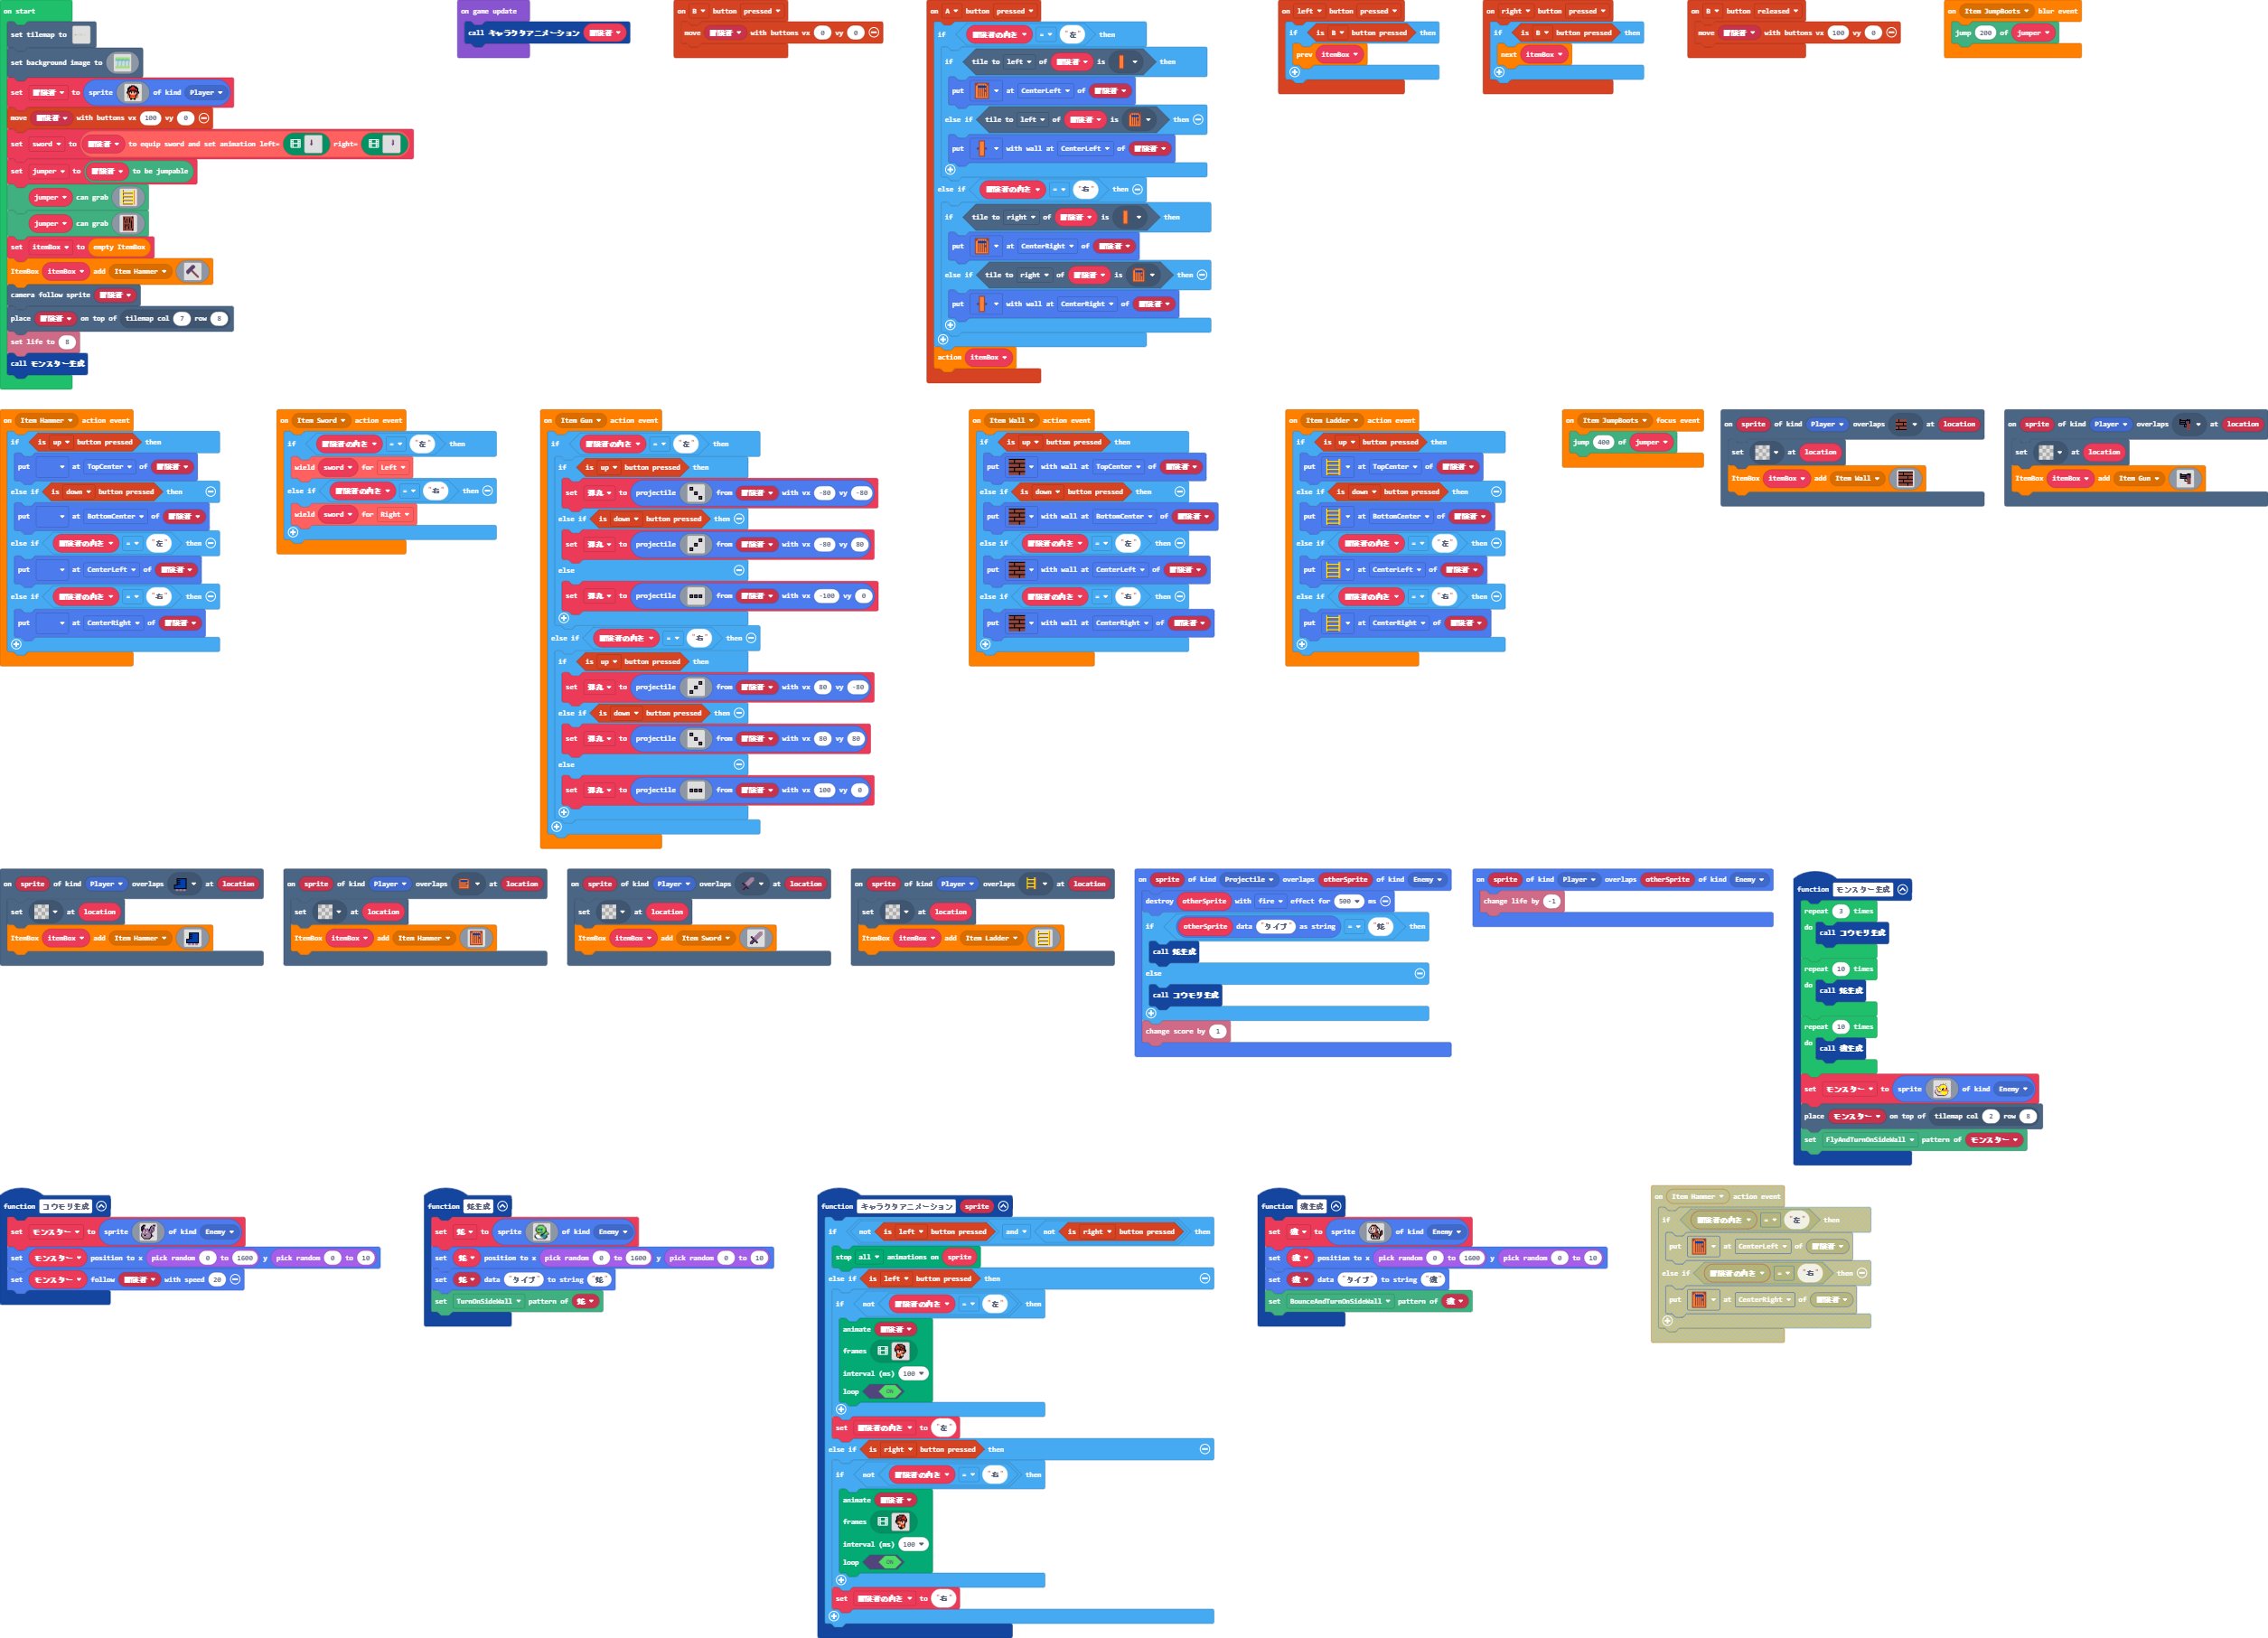 on start
set tilemap to
set background image to
set 冒険者 to sprite of kind Player
move 冒険者 with buttons vx 100 vy 0
set sword to 冒険者 to equip sword and set animation left= right=
set jumper to 冒険者 to be jumpable
jumper can grab
jumper can grab
set itemBox to empty ItemBox
ItemBox itemBox add Item Hammer
camera follow sprite 冒険者
place 冒険者 on top of tilemap col 7 row 8
set life to 8
call モンスター生成
on game update
call キャラクタアニメーション 冒険者
on B button pressed
move 冒険者 with buttons vx 0 vy 0
on A button pressed
if 冒険者の向き = "左" then
if tile to left of 冒険者 is then
put at CenterLeft of 冒険者
else if tile to left of 冒険者 is then
put with wall at CenterLeft of 冒険者
else if 冒険者の向き = "右" then
if tile to right of 冒険者 is then
put at CenterRight of 冒険者
else if tile to right of 冒険者 is then
put with wall at CenterRight of 冒険者
action itemBox
on left button pressed
if is B button pressed then
prev itemBox
on right button pressed
if is B button pressed then
next itemBox
on B button released
move 冒険者 with buttons vx 100 vy 0
on Item JumpBoots blur event
jump 200 of jumper
on Item Hammer action event
if is up button pressed then
put at TopCenter of 冒険者
else if is down button pressed then
put at BottomCenter of 冒険者
else if 冒険者の向き = "左" then
put at CenterLeft of 冒険者
else if 冒険者の向き = "右" then
put at CenterRight of 冒険者
on Item Sword action event
if 冒険者の向き = "左" then
wield sword for Left
else if 冒険者の向き = "右" then
wield sword for Right
on Item Gun action event
if 冒険者の向き = "左" then
if is up button pressed then
set 弾丸 to projectile from 冒険者 with vx -80 vy -80
else if is down button pressed then
set 弾丸 to projectile from 冒険者 with vx -80 vy 80
else
set 弾丸 to projectile from 冒険者 with vx -100 vy 0
else if 冒険者の向き = "右" then
if is up button pressed then
set 弾丸 to projectile from 冒険者 with vx 80 vy -80
else if is down button pressed then
set 弾丸 to projectile from 冒険者 with vx 80 vy 80
else
set 弾丸 to projectile from 冒険者 with vx 100 vy 0
on Item Wall action event
if is up button pressed then
put with wall at TopCenter of 冒険者
else if is down button pressed then
put with wall at BottomCenter of 冒険者
else if 冒険者の向き = "左" then
put with wall at CenterLeft of 冒険者
else if 冒険者の向き = "右" then
put with wall at CenterRight of 冒険者
on Item Ladder action event
if is up button pressed then
put at TopCenter of 冒険者
else if is down button pressed then
put at BottomCenter of 冒険者
else if 冒険者の向き = "左" then
put at CenterLeft of 冒険者
else if 冒険者の向き = "右" then
put at CenterRight of 冒険者
on Item JumpBoots focus event
jump 400 of jumper
on sprite of kind Player overlaps at location
set at location
ItemBox itemBox add Item Wall
on sprite of kind Player overlaps at location
set at location
ItemBox itemBox add Item Gun
on sprite of kind Player overlaps at location
set at location
ItemBox itemBox add Item Hammer
on sprite of kind Player overlaps at location
set at location
ItemBox itemBox add Item Hammer
on sprite of kind Player overlaps at location
set at location
ItemBox itemBox add Item Sword
on sprite of kind Player overlaps at location
set at location
ItemBox itemBox add Item Ladder
on sprite of kind Projectile overlaps otherSprite of kind Enemy
destroy otherSprite with fire effect for 500 ms
if otherSprite data "タイプ" as string = "蛇" then
call 蛇生成
else
call コウモリ生成
change score by 1
on sprite of kind Player overlaps otherSprite of kind Enemy
change life by -1
function モンスター生成
repeat 3 times
do call コウモリ生成
repeat 10 times
do call 蛇生成
repeat 10 times
do call 魂生成
set モンスター to sprite of kind Enemy
place モンスター on top of tilemap col 2 row 8
set FlyAndTurnOnSideWall pattern of モンスター
function コウモリ生成
set モンスター to sprite of kind Enemy
set モンスター position to x pick random 0 to 1600 y pick random 0 to 10
set モンスター follow 冒険者 with speed 20
function 蛇生成
set 蛇 to sprite of kind Enemy
set 蛇 position to x pick random 0 to 1600 y pick random 0 to 10
set 蛇 data "タイプ" to string "蛇"
set TurnOnSideWall pattern of 蛇
function キャラクタアニメーション sprite
if not is left button pressed and not is right button pressed then
stop all animations on sprite
else if is left button pressed then
if not 冒険者の向き = "左" then
animate 冒険者
frames
interval (ms) 100
loop ON
set 冒険者の向き to "左"
else if is right button pressed then
if not 冒険者の向き = "右" then
animate 冒険者
frames
interval (ms) 100
loop ON
set 冒険者の向き to "右"
function 魂生成
set 魂 to sprite of kind Enemy
set 魂 position to x pick random 0 to 1600 y pick random 0 to 10
set 魂 data "タイプ" to string "魂"
set BounceAndTurnOnSideWall pattern of 魂
on Item Hammer action event
if 冒険者の向き = "左" then
put at CenterLeft of 冒険者
else if 冒険者の向き = "右" then
put at CenterRight of 冒険者